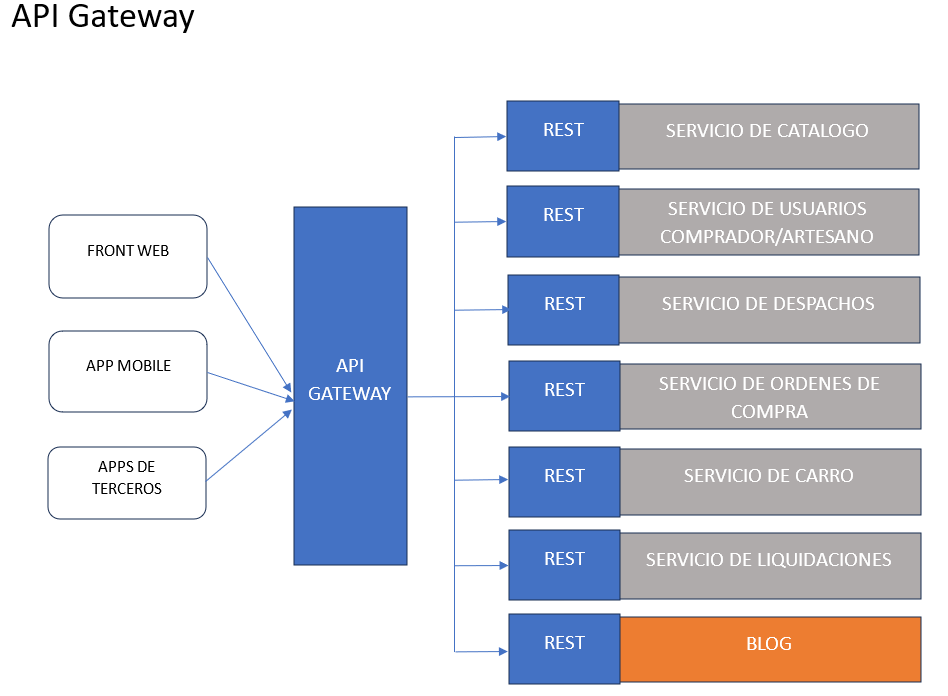 API Gateway
FRONT WEB
APP MOBILE
APPS DE
TERCEROS
API
GATEWAY
REST
SERVICIO DE CATALOGO
REST
SERVICIO DE USUARIOS
COMPRADOR/ARTESANO
REST
SERVICIO DE DESPACHOS
REST
SERVICIO DE ORDENES DE
COMPRA
REST
SERVICIO DE CARRO
REST
SERVICIO DE LIQUIDACIONES
REST
BLOG